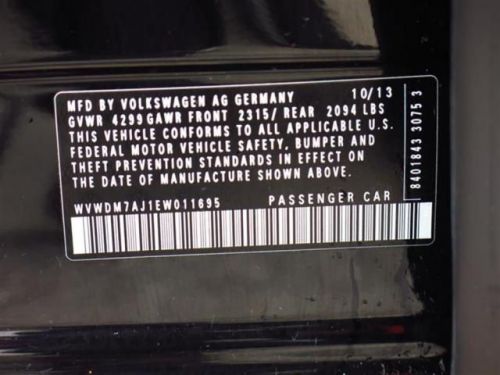 10/13
MFD BY VOLKSWAGEN AG GERMANY
GVWR 4299 GAWR FRONT 2315/ REAR 2094 LBS
THIS VEHICLE CONFORMS TO ALL APPLICABLE U.S.
FEDERAL MOTOR VEHICLE SAFETY, BUMPER AND
THEFT PREVENTION STANDARDS IN EFFECT ON
THE DATE OF MANUFACTURE SHOWN ABOVE.
WVWDM7AJ1EW011695 PASSENGER CAR
8401843 3075 3